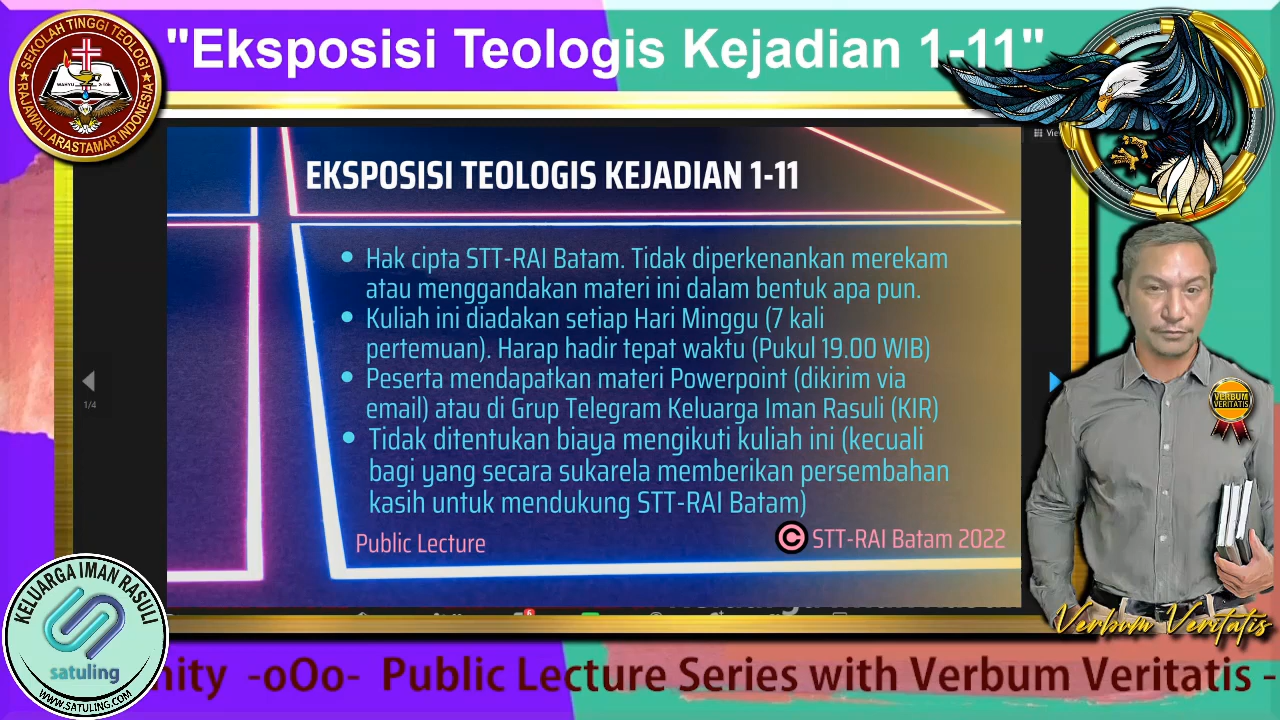 "Eksposisi Teologis Kejadian 1-11"
SEKOLAH TINGGI TEOLOGI
RAJAWALI ARASTAMAR INDONESIA
EKSPOSISI TEOLOGIS KEJADIAN 1-11
• Hak cipta STT-RAI Batam. Tidak diperkenankan merekam
atau menggandakan materi ini dalam bentuk apa pun.
• Kuliah ini diadakan setiap Hari Minggu (7 kali
pertemuan). Harap hadir tepat waktu (Pukul 19.00 WIB)
• Peserta mendapatkan materi Powerpoint (dikirim via
email) atau di Grup Telegram Keluarga Iman Rasuli (KIR)
• Tidak ditentukan biaya mengikuti kuliah ini (kecuali
bagi yang secara sukarela memberikan persembahan
kasih untuk mendukung STT-RAI Batam)
Public Lecture
© STT-RAI Batam 2022
1/4
VERBUM
VERITATIS
Verbum Veritatis
KELUARGA IMAN RASULI
satuling
WWW.SATULING.COM
nity -oOo- Public Lecture Series with Verbum Veritatis -